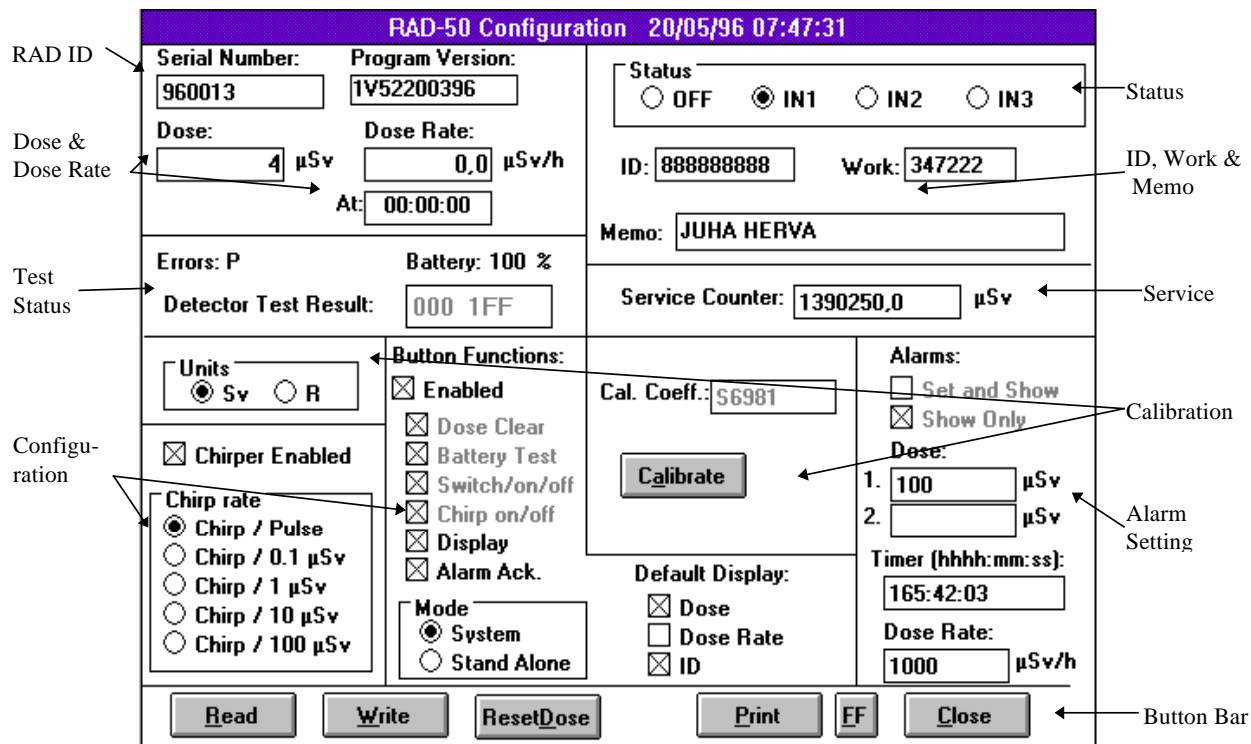 RAD-50 Configuration 20/05/96 07:47:31
RAD ID
Serial Number:
Program Version:
960013
1V52200396
Status
OFF
IN1
IN2
IN3
Status
Dose &
Dose Rate
Dose:
4 µSv
Dose Rate:
0,0 µSv/h
At: 00:00:00
ID: 888888888
Work: 347222
ID, Work &
Memo
Memo: JUHA HERVA
Test
Status
Errors: P
Battery: 100 %
Detector Test Result: 000 1FF
Service Counter: 1390250,0 µSv
Service
Units
Sv
R
Configu-
ration
Chirper Enabled
Chirp rate
Chirp / Pulse
Chirp / 0.1 µSv
Chirp / 1 µSv
Chirp / 10 µSv
Chirp / 100 µSv
Button Functions:
Enabled
Dose Clear
Battery Test
Switch/on/off
Chirp on/off
Display
Alarm Ack.
Mode
System
Stand Alone
Cal. Coeff.: S6981
Calibrate
Calibration
Default Display:
Dose
Dose Rate
ID
Alarms:
Set and Show
Show Only
Dose:
1. 100 µSv
2. µSv
Alarm
Setting
Timer (hhhh:mm:ss):
165:42:03
Dose Rate:
1000 µSv/h
Read
Write
ResetDose
Print
FF
Close
Button Bar